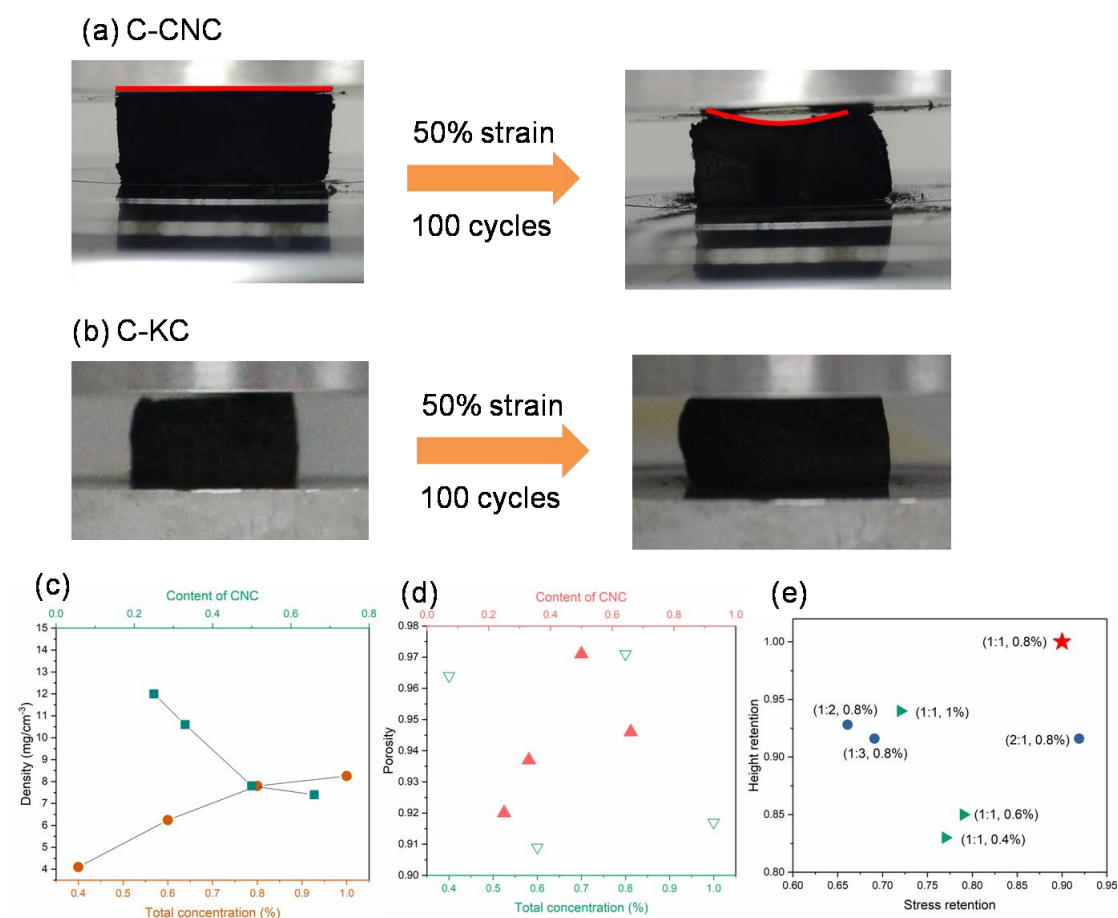 (a) C-CNC
50% strain
100 cycles
(b) C-KC
50% strain
100 cycles
(c)
Content of CNC
0.0 0.2 0.4 0.6 0.8
15
14
13
12
11
10
9
8
7
6
5
4
Density (mg/cm⁻³)
0.4 0.5 0.6 0.7 0.8 0.9 1.0
Total concentration (%)
(d)
Content of CNC
0.0 0.2 0.4 0.6 0.8 1.0
0.98
0.97
0.96
0.95
0.94
0.93
0.92
0.91
0.90
Porosity
0.4 0.5 0.6 0.7 0.8 0.9 1.0
Total concentration (%)
(e)
1.00
0.95
0.90
0.85
0.80
Height retention
(1:1, 0.8%)
(1:2, 0.8%)
(1:1, 1%)
(1:3, 0.8%)
(2:1, 0.8%)
(1:1, 0.6%)
(1:1, 0.4%)
0.60 0.65 0.70 0.75 0.80 0.85 0.90 0.95
Stress retention